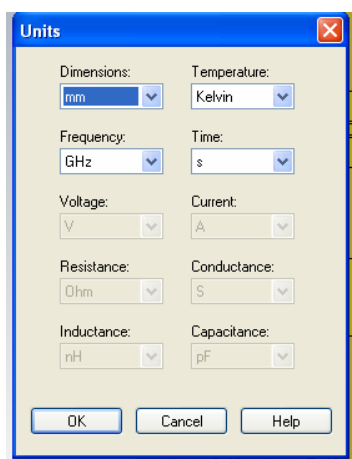 Units
Dimensions: Temperature:
mm Kelvin
Frequency: Time:
GHz s
Voltage: Current:
V A
Resistance: Conductance:
Ohm S
Inductance: Capacitance:
nH pF
OK Cancel Help